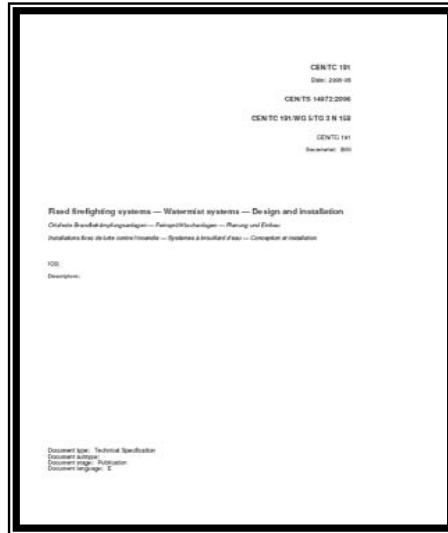 CEN/TC 191
Date: 2006-05
CEN/TS 14972:2006
CEN/TC 191/WG 5/TG 3 N 158
CEN/TC 191
Secretariat: BSI
Fixed firefighting systems — Watermist systems — Design and installation
Ortsfeste Brandbekämpfungsanlagen — Feinsprühlöschanlagen — Planung und Einbau
Installations fixes de lutte contre l'incendie — Systèmes à brouillard d'eau — Conception et installation
ICS:
Descriptors:
Document type: Technical Specification
Document subtype:
Document stage: Publication
Document language: E